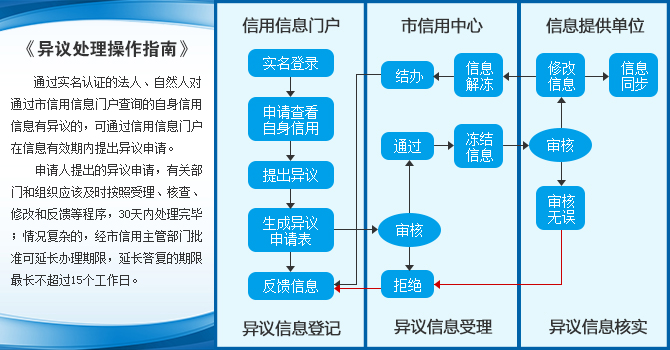 《异议处理操作指南》
通过实名认证的法人、自然人对
通过市信用信息门户查询的自身信用
信息有异议的，可通过信用信息门户
在信息有效期内提出异议申请。
申请人提出的异议申请，有关部
门和组织应该及时按照受理、核查、
修改和反馈等程序，30天内处理完毕
；情况复杂的，经市信用主管部门批
准可延长办理期限，延长答复的期限
最长不超过15个工作日。
信用信息门户
实名登录
申请查看
自身信用
提出异议
生成异议
申请表
反馈信息
异议信息登记
市信用中心
结办
信息
解冻
通过
冻结
信息
审核
拒绝
异议信息受理
信息提供单位
修改
信息
信息
同步
审核
审核
无误
异议信息核实